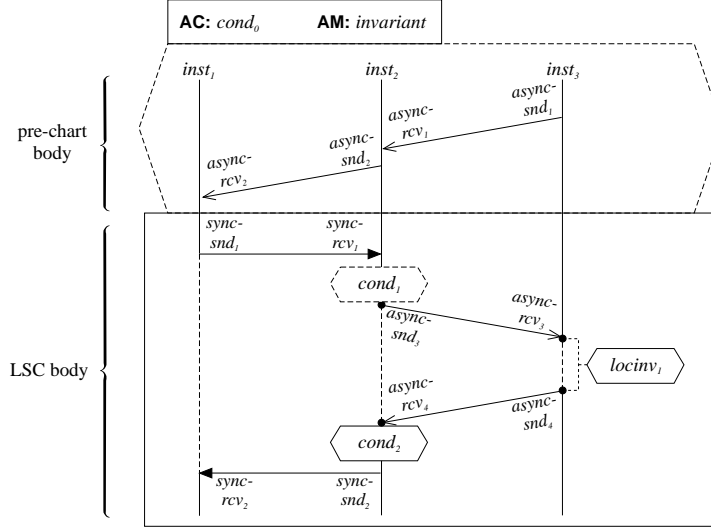 AC: cond₀ AM: invariant
inst₁ inst₂ inst₃
async-
snd₁
async-
rcv₁
pre-chart
body
async-
snd₂
async-
rcv₂
sync-
snd₁
sync-
rcv₁
cond₁
async-
snd₃
async-
rcv₃
LSC body
locinv₁
async-
rcv₄
async-
snd₄
cond₂
sync-
rcv₂
sync-
snd₂